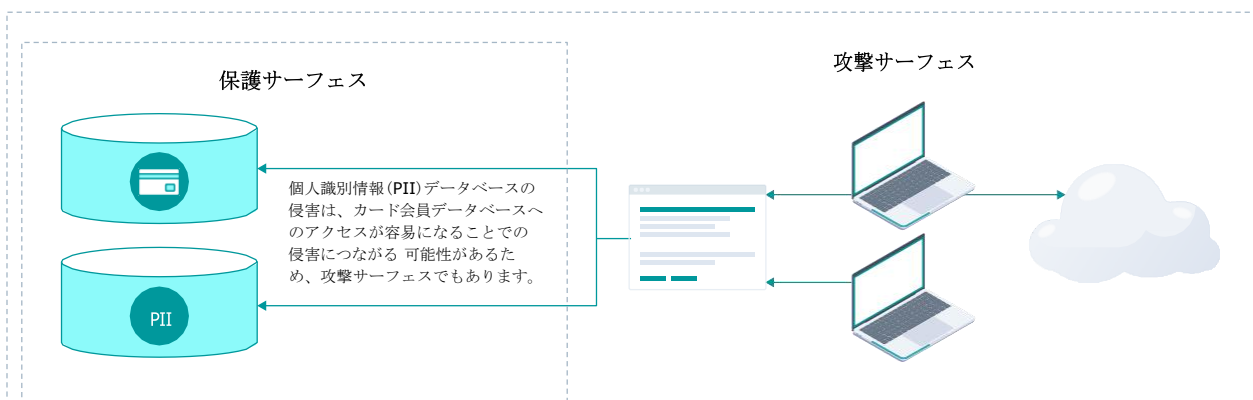 保護サーフェス
攻撃サーフェス
個人識別情報(PII)データベースの
侵害は、カード会員データベースへ
のアクセスが容易になることでの
侵害につながる 可能性があるた
め、攻撃サーフェスでもあります。
PII